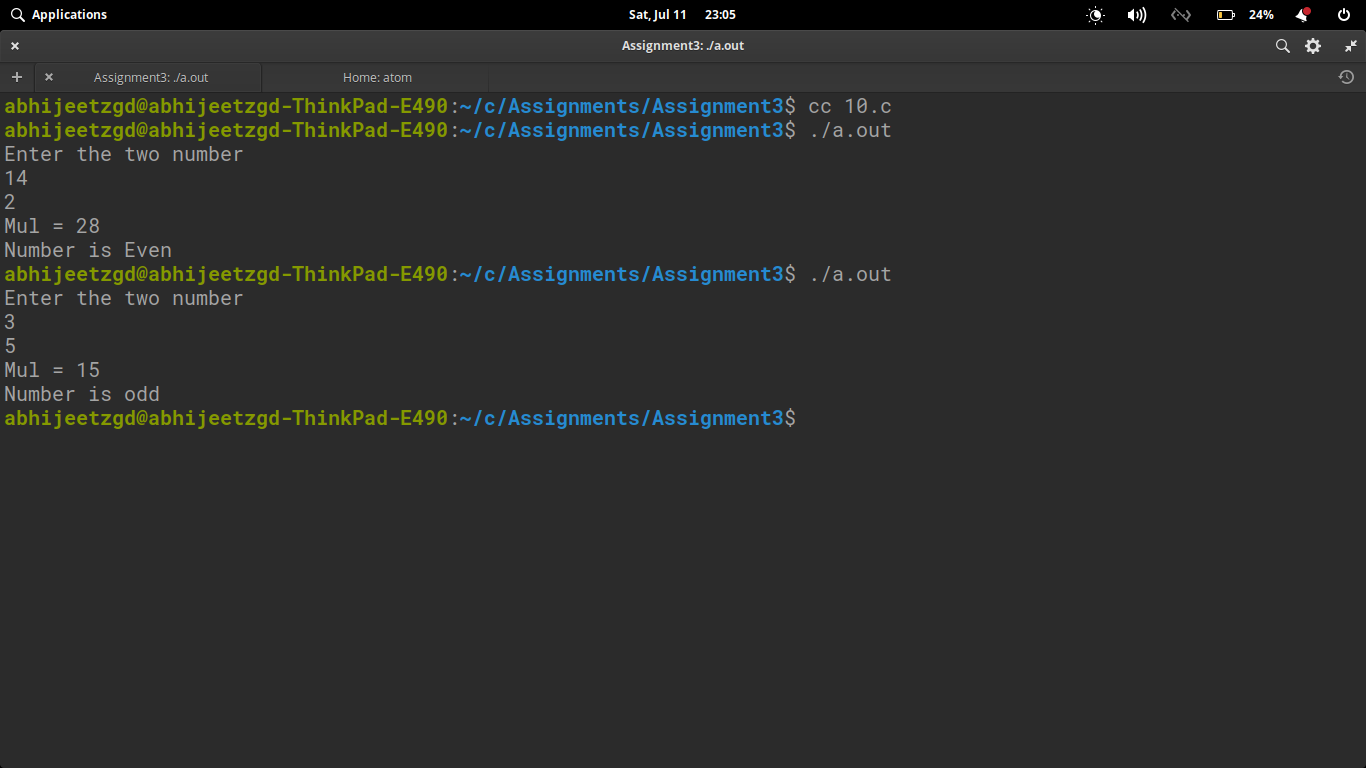 Applications
Sat, Jul 11 23:05
24%
Assignment3: ./a.out
Assignment3: ./a.out
Home: atom
abhijeetzgd@abhijeetzgd-ThinkPad-E490:~/c/Assignments/Assignment3$ cc 10.c
abhijeetzgd@abhijeetzgd-ThinkPad-E490:~/c/Assignments/Assignment3$ ./a.out
Enter the two number
14
2
Mul = 28
Number is Even
abhijeetzgd@abhijeetzgd-ThinkPad-E490:~/c/Assignments/Assignment3$ ./a.out
Enter the two number
3
5
Mul = 15
Number is odd
abhijeetzgd@abhijeetzgd-ThinkPad-E490:~/c/Assignments/Assignment3$